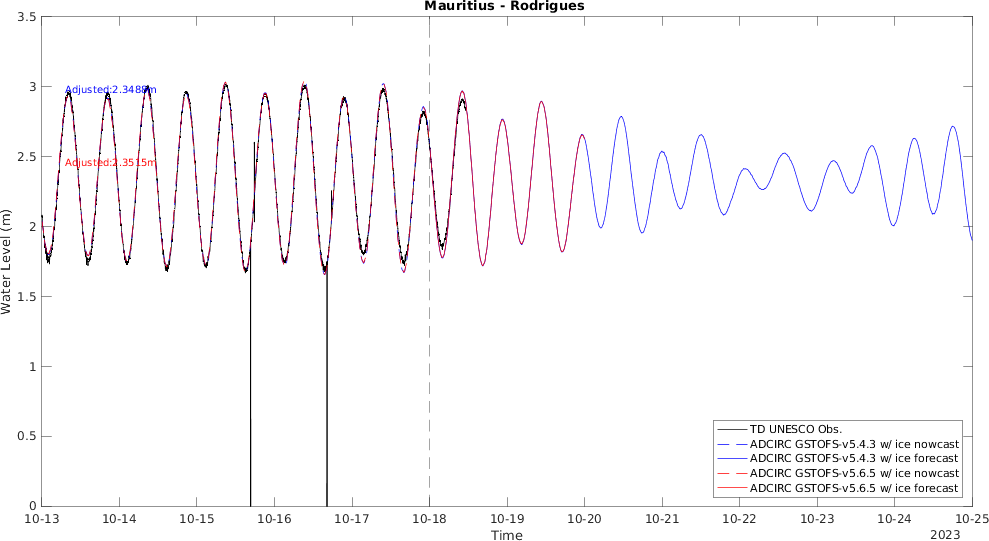 Mauritius - Rodrigues
3.5
3
2.5
2
1.5
1
0.5
0
Water Level (m)
Adjusted:2.3488m
Adjusted:2.3515m
TD UNESCO Obs.
ADCIRC GSTOFS-v5.4.3 w/ ice nowcast
ADCIRC GSTOFS-v5.4.3 w/ ice forecast
ADCIRC GSTOFS-v5.6.5 w/ ice nowcast
ADCIRC GSTOFS-v5.6.5 w/ ice forecast
10-13 10-14 10-15 10-16 10-17 10-18 10-19 10-20 10-21 10-22 10-23 10-24 10-25
Time
2023